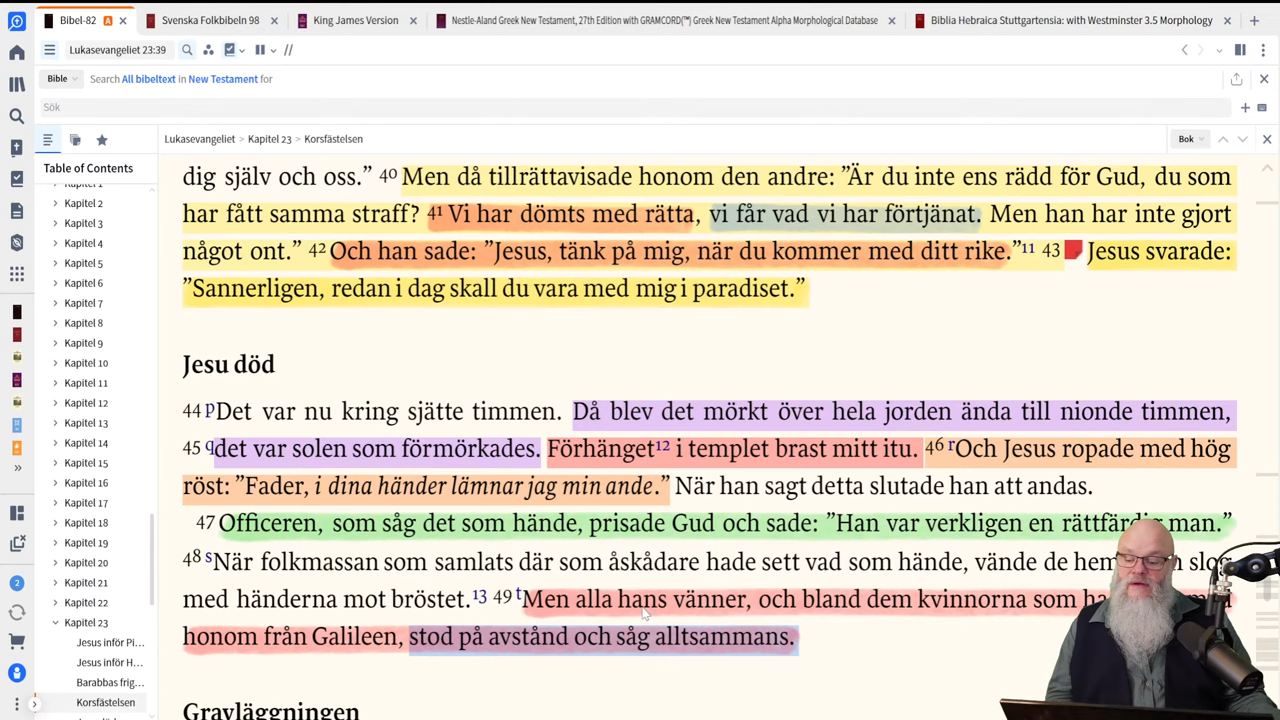 Bibel-82 A
Svenska Folkbibeln 98
King James Version
Nestle-Aland Greek New Testament, 27th Edition with GRAMCORD(™) Greek New Testament Alpha Morphological Database
Biblia Hebraica Stuttgartensia: with Westminster 3.5 Morphology
Lukasevangeliet 23:39
Bible Search All bibeltext in New Testament for
Sök
Lukasevangeliet > Kapitel 23 > Korsfästelsen
Bok
Table of Contents
Kapitel 1
Kapitel 2
Kapitel 3
Kapitel 4
Kapitel 5
Kapitel 6
Kapitel 7
Kapitel 8
Kapitel 9
Kapitel 10
Kapitel 11
Kapitel 12
Kapitel 13
Kapitel 14
Kapitel 15
Kapitel 16
Kapitel 17
Kapitel 18
Kapitel 19
Kapitel 20
Kapitel 21
Kapitel 22
Kapitel 23
Jesus inför Pi...
Jesus inför H...
Barabbas frig...
Korsfästelsen
2
dig själv och oss.” 40 Men då tillrättavisade honom den andre: ”Är du inte ens rädd för Gud, du som
har fått samma straff? 41 Vi har dömts med rätta, vi får vad vi har förtjänat. Men han har inte gjort
något ont.” 42 Och han sade: ”Jesus, tänk på mig, när du kommer med ditt rike.”11 43 Jesus svarade:
”Sannerligen, redan i dag skall du vara med mig i paradiset.”
Jesu död
44 pDet var nu kring sjätte timmen. Då blev det mörkt över hela jorden ända till nionde timmen,
45 qdet var solen som förmörkades. Förhänget12 i templet brast mitt itu. 46 rOch Jesus ropade med hög
röst: ”Fader, i dina händer lämnar jag min ande.” När han sagt detta slutade han att andas.
47 Officeren, som såg det som hände, prisade Gud och sade: ”Han var verkligen en rättfärdig man.”
48 sNär folkmassan som samlats där som åskådare hade sett vad som hände, vände de hem
med händerna mot bröstet.13 49 tMen alla hans vänner, och bland dem kvinnorna som
honom från Galileen, stod på avstånd och såg alltsammans.
Gravläggningen